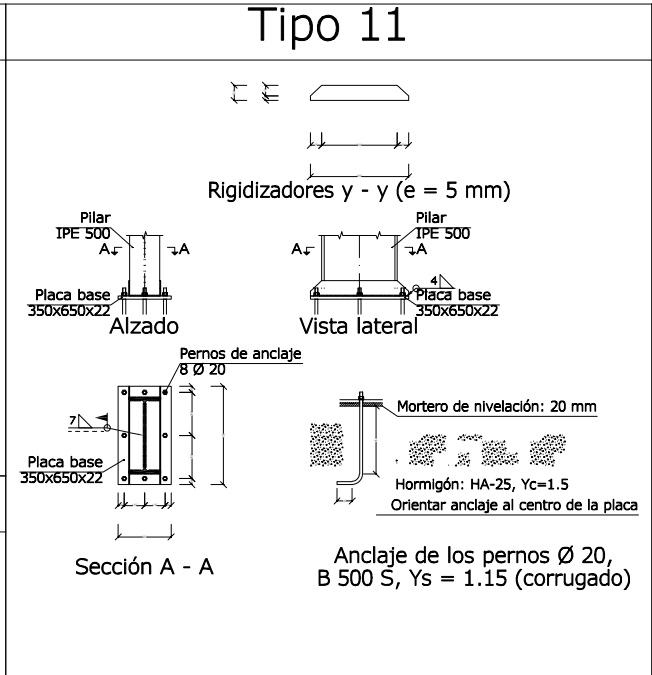 Tipo 11
Rigidizadores y - y (e = 5 mm)
Pilar
IPE 500
A
A
Placa base
350x650x22
Alzado
Pilar
IPE 500
A
A
4
Placa base
350x650x22
Vista lateral
Pernos de anclaje
8 Ø 20
7
Placa base
350x650x22
Sección A - A
Mortero de nivelación: 20 mm
Hormigón: HA-25, Yc=1.5
Orientar anclaje al centro de la placa
Anclaje de los pernos Ø 20,
B 500 S, Ys = 1.15 (corrugado)